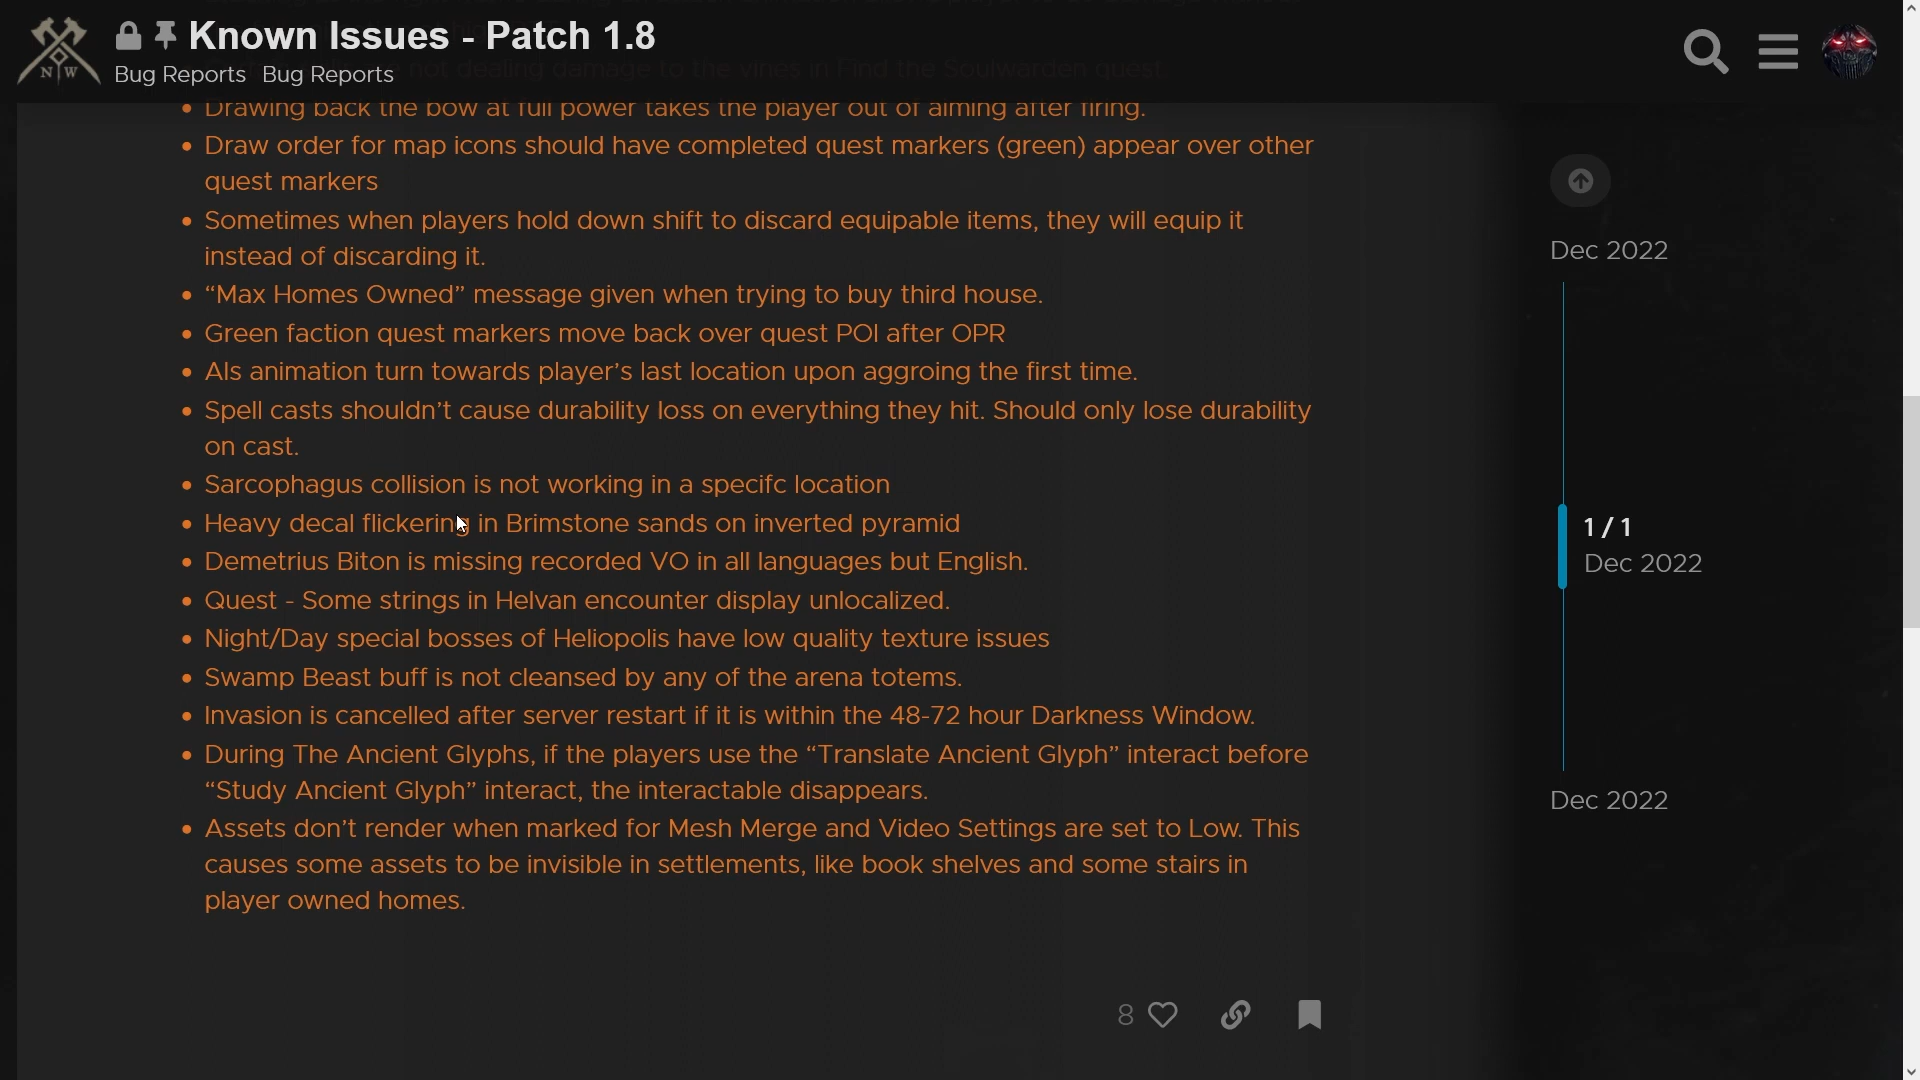 Known Issues - Patch 1.8
Bug Reports Bug Reports
not dealing damage to the vines in Find the Soulwarden quest.
Drawing back the bow at full power takes the player out of aiming after firing.
Draw order for map icons should have completed quest markers (green) appear over other
quest markers
Sometimes when players hold down shift to discard equipable items, they will equip it
instead of discarding it.
“Max Homes Owned” message given when trying to buy third house.
Green faction quest markers move back over quest POI after OPR
AIs animation turn towards player’s last location upon aggroing the first time.
Spell casts shouldn’t cause durability loss on everything they hit. Should only lose durability
on cast.
Sarcophagus collision is not working in a specifc location
Heavy decal flickering in Brimstone sands on inverted pyramid
Demetrius Biton is missing recorded VO in all languages but English.
Quest - Some strings in Helvan encounter display unlocalized.
Night/Day special bosses of Heliopolis have low quality texture issues
Swamp Beast buff is not cleansed by any of the arena totems.
Invasion is cancelled after server restart if it is within the 48-72 hour Darkness Window.
During The Ancient Glyphs, if the players use the “Translate Ancient Glyph” interact before
“Study Ancient Glyph” interact, the interactable disappears.
Assets don’t render when marked for Mesh Merge and Video Settings are set to Low. This
causes some assets to be invisible in settlements, like book shelves and some stairs in
player owned homes.
8
Dec 2022
1 / 1
Dec 2022
Dec 2022
N W